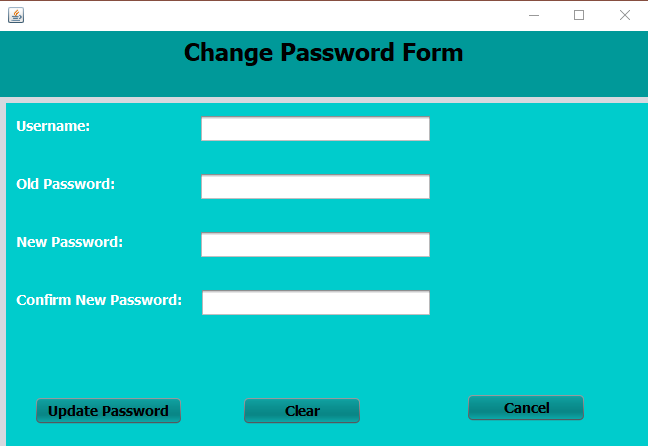 Change Password Form
Username:
Old Password:
New Password:
Confirm New Password:
Update Password Clear Cancel